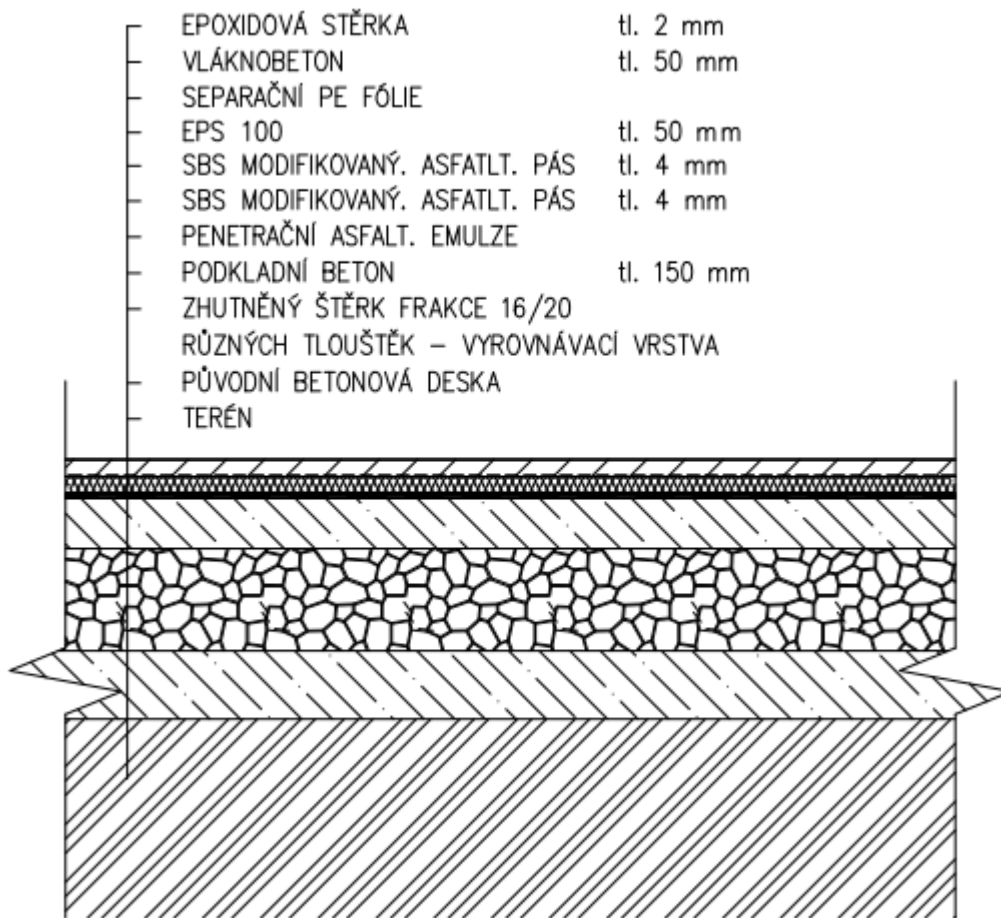 EPOXIDOVÁ STĚRKA tl. 2 mm
VLÁKNOBETON tl. 50 mm
SEPARAČNÍ PE FÓLIE
EPS 100 tl. 50 mm
SBS MODIFIKOVANÝ. ASFATLT. PÁS tl. 4 mm
SBS MODIFIKOVANÝ. ASFATLT. PÁS tl. 4 mm
PENETRAČNÍ ASFALT. EMULZE
PODKLADNÍ BETON tl. 150 mm
ZHUTNĚNÝ ŠTĚRK FRAKCE 16/20
RŮZNÝCH TLOUŠTĚK – VYROVNÁVACÍ VRSTVA
PŮVODNÍ BETONOVÁ DESKA
TERÉN